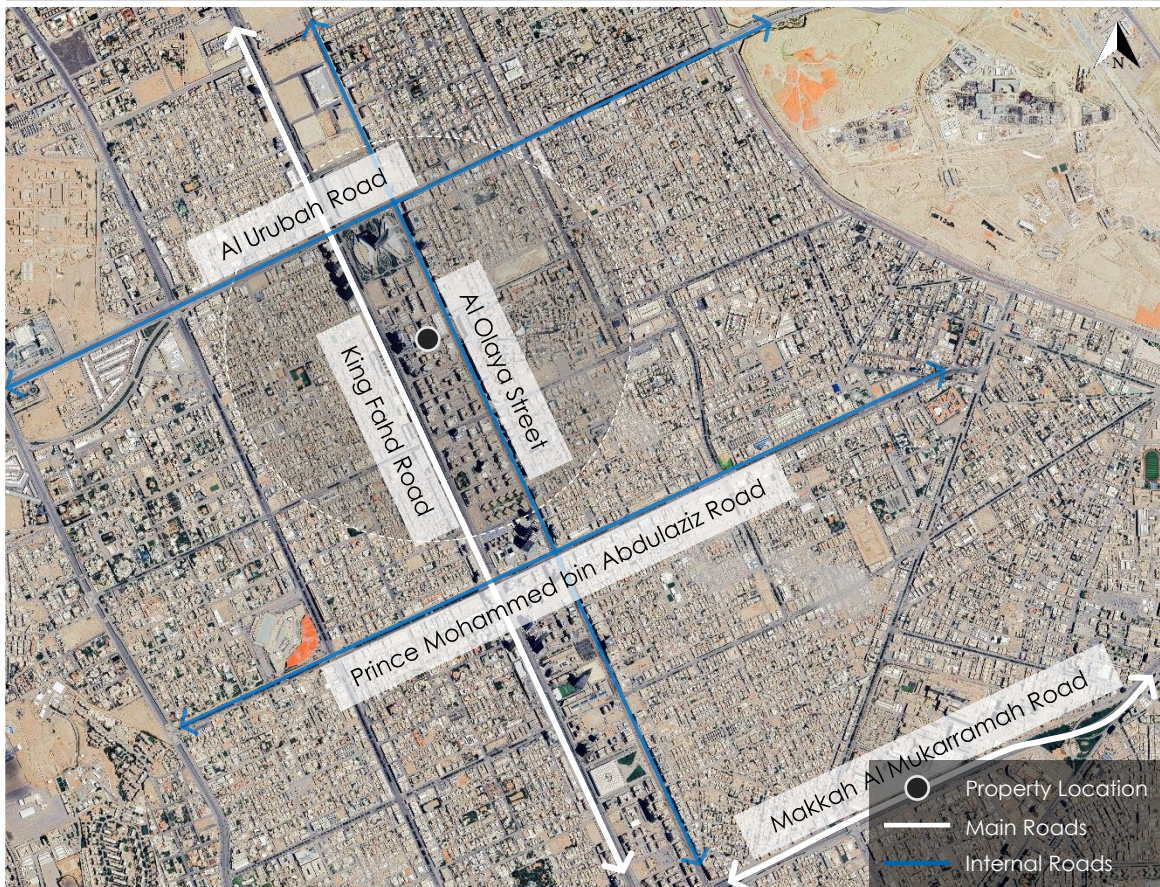 N
Al Urubah Road
Al Olaya Street
King Fahd Road
Prince Mohammed bin Abdulaziz Road
Makkah Al Mukarramah Road
Property Location
Main Roads
Internal Roads